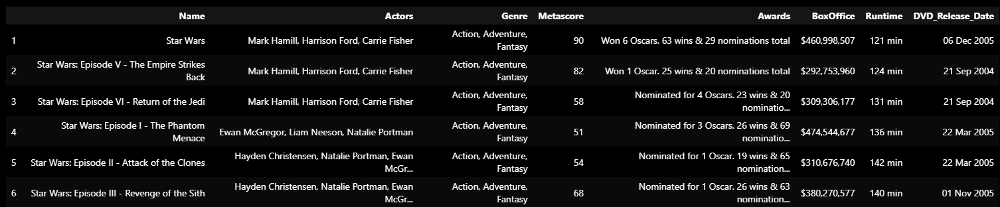 Name Actors Genre Metascore Awards BoxOffice Runtime DVD_Release_Date
1 Star Wars Mark Hamill, Harrison Ford, Carrie Fisher Action, Adventure, Fantasy 90 Won 6 Oscars. 63 wins & 29 nominations total $460,998,507 121 min 06 Dec 2005
2 Star Wars: Episode V - The Empire Strikes Back Mark Hamill, Harrison Ford, Carrie Fisher Action, Adventure, Fantasy 82 Won 1 Oscar. 25 wins & 20 nominations total $292,753,960 124 min 21 Sep 2004
3 Star Wars: Episode VI - Return of the Jedi Mark Hamill, Harrison Ford, Carrie Fisher Action, Adventure, Fantasy 58 Nominated for 4 Oscars. 23 wins & 20 nominatio... $309,306,177 131 min 21 Sep 2004
4 Star Wars: Episode I - The Phantom Menace Ewan McGregor, Liam Neeson, Natalie Portman Action, Adventure, Fantasy 51 Nominated for 3 Oscars. 26 wins & 69 nominatio... $474,544,677 136 min 22 Mar 2005
5 Star Wars: Episode II - Attack of the Clones Hayden Christensen, Natalie Portman, Ewan McGr... Action, Adventure, Fantasy 54 Nominated for 1 Oscar. 19 wins & 65 nomination... $310,676,740 142 min 22 Mar 2005
6 Star Wars: Episode III - Revenge of the Sith Hayden Christensen, Natalie Portman, Ewan McGr... Action, Adventure, Fantasy 68 Nominated for 1 Oscar. 26 wins & 63 nomination... $380,270,577 140 min 01 Nov 2005